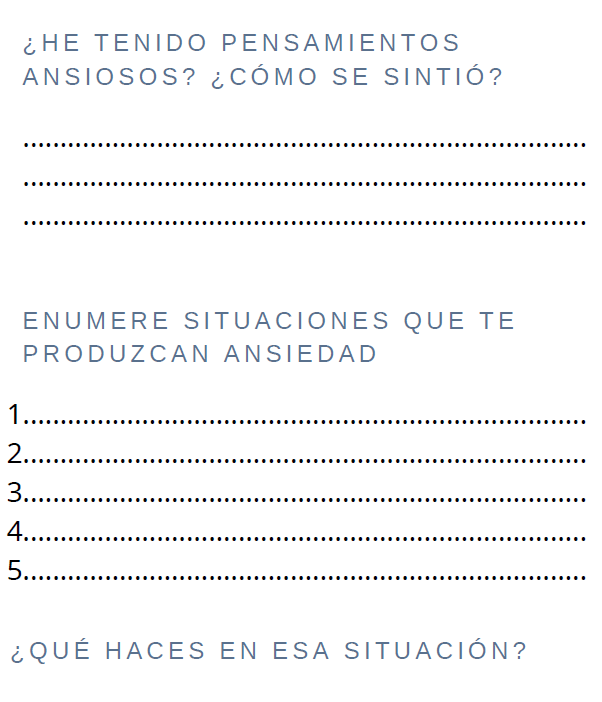 ¿HE TENIDO PENSAMIENTOS
ANSIOSOS? ¿CÓMO SE SINTIÓ?
................................................................................
................................................................................
................................................................................
ENUMERE SITUACIONES QUE TE
PRODUZCAN ANSIEDAD
1................................................................................
2................................................................................
3................................................................................
4................................................................................
5................................................................................
¿QUÉ HACES EN ESA SITUACIÓN?